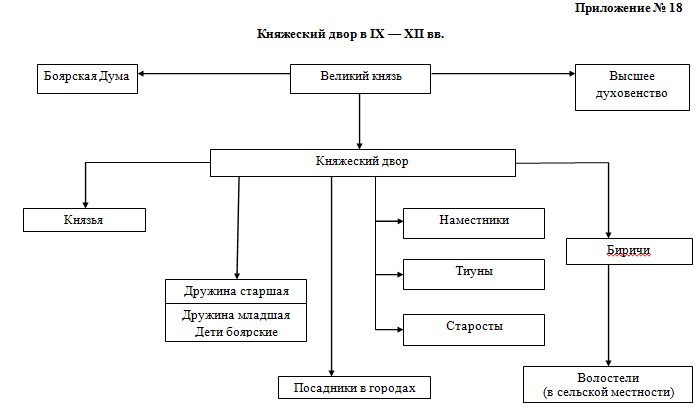 Приложение № 18
Княжеский двор в IX — XII вв.
Боярская Дума
Великий князь
Высшее
духовенство
Княжеский двор
Князья
Наместники
Биричи
Тиуны
Дружина старшая
Дружина младшая
Дети боярские
Старосты
Посадники в городах
Волостели
(в сельской местности)